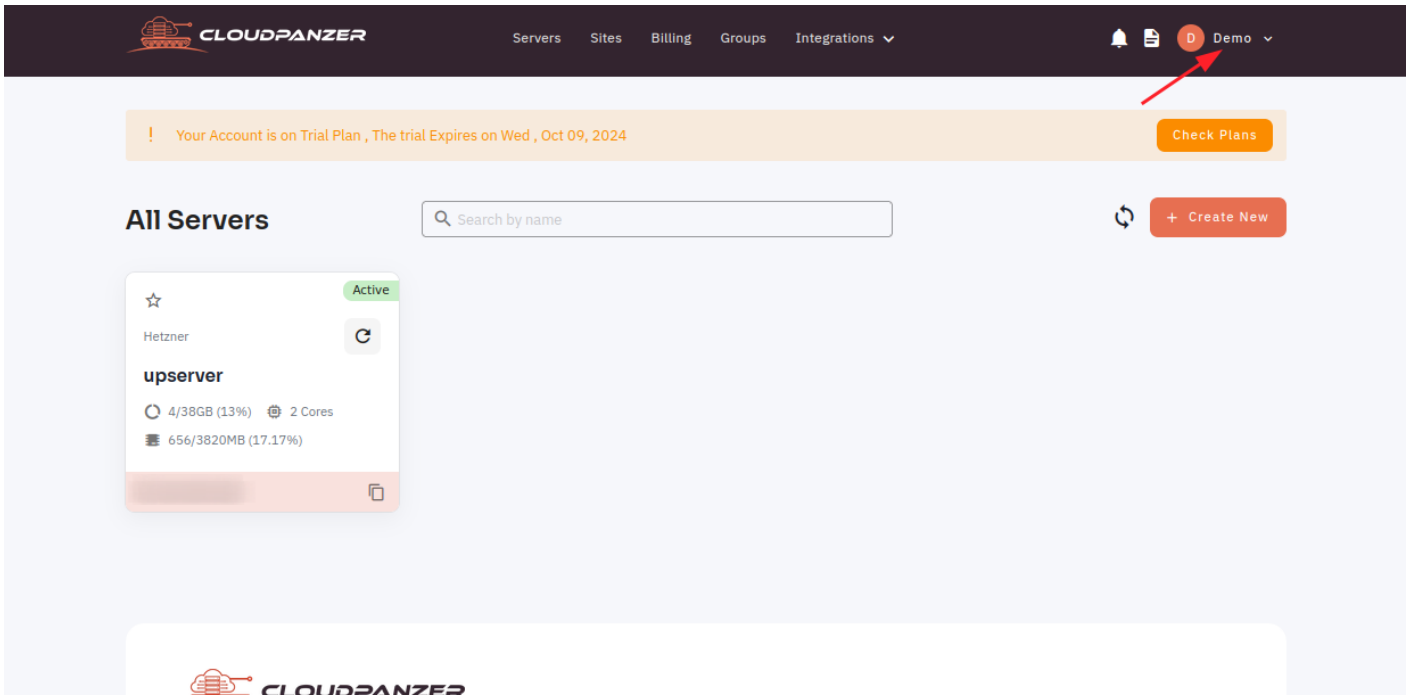 CLOUDPANZER
Servers Sites Billing Groups Integrations
D Demo
! Your Account is on Trial Plan , The trial Expires on Wed , Oct 09, 2024
Check Plans
All Servers
Search by name
+ Create New
Active
Hetzner
upserver
4/38GB (13%) 2 Cores
656/3820MB (17.17%)
CLOUDPANZER